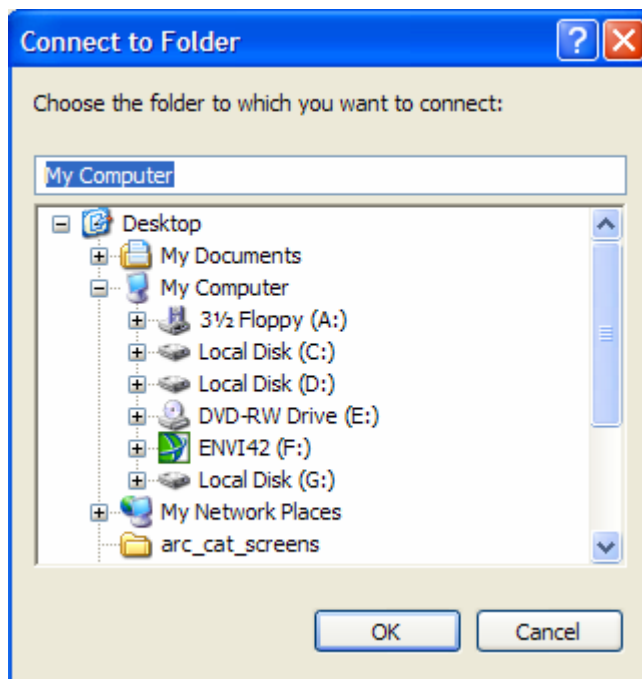 Connect to Folder
Choose the folder to which you want to connect:
My Computer
Desktop
My Documents
My Computer
3½ Floppy (A:)
Local Disk (C:)
Local Disk (D:)
DVD-RW Drive (E:)
ENVI42 (F:)
Local Disk (G:)
My Network Places
arc_cat_screens
OK Cancel